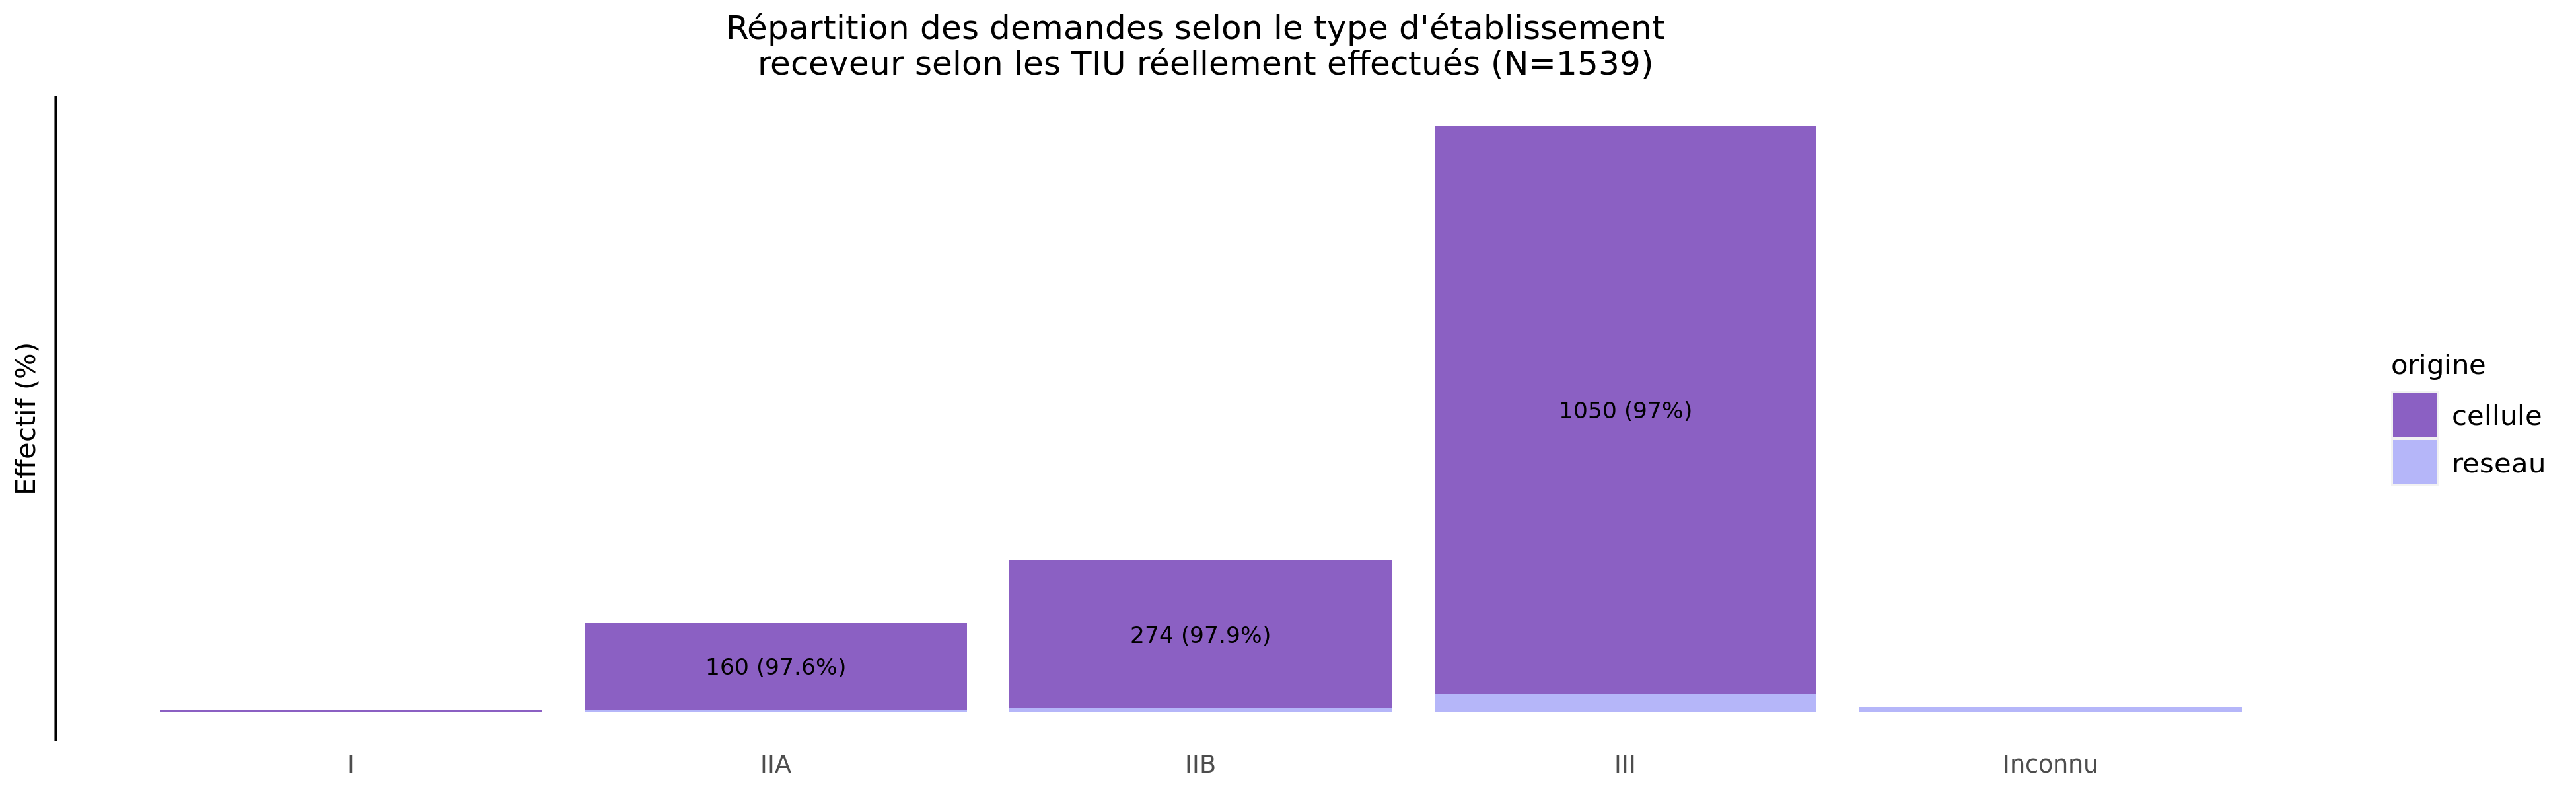 Répartition des demandes selon le type d'établissement
receveur selon les TIU réellement effectués (N=1539)
Effectif (%)
1050 (97%)
274 (97.9%)
160 (97.6%)
I
IIA
IIB
III
Inconnu
origine
cellule
reseau